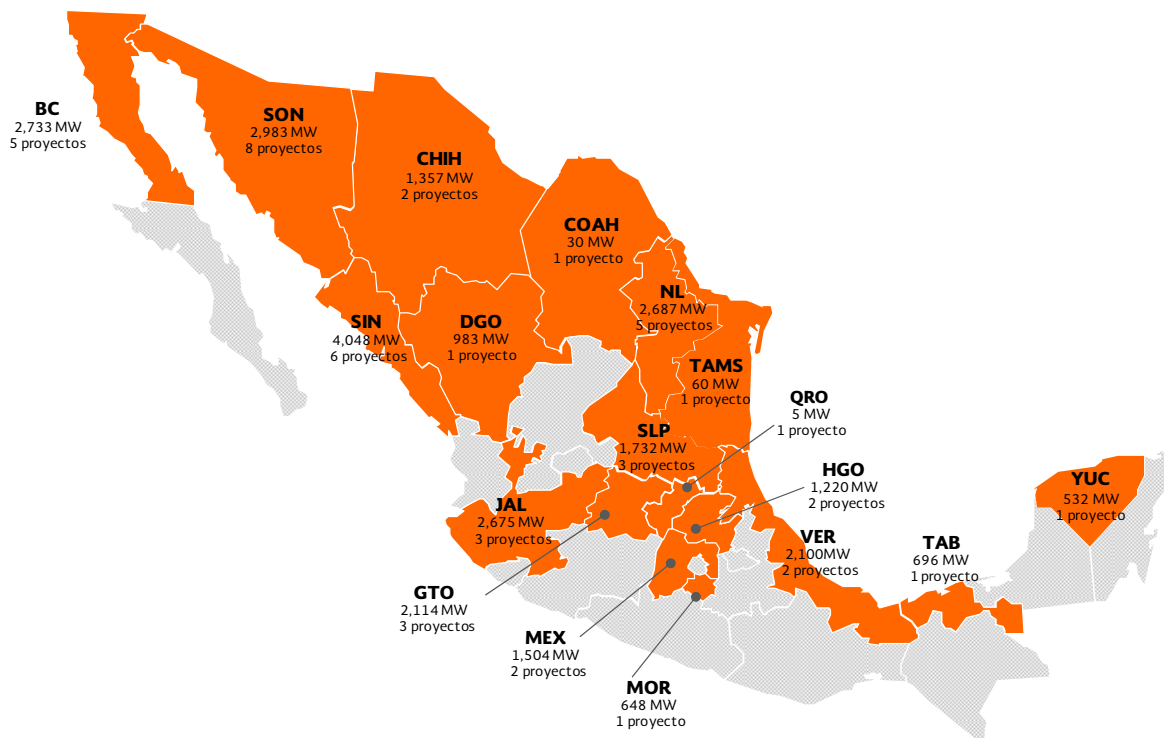 BC
2,733 MW
5 proyectos
SON
2,983 MW
8 proyectos
CHIH
1,357 MW
2 proyectos
COAH
30 MW
1 proyecto
NL
2,687 MW
5 proyectos
SIN
4,048 MW
6 proyectos
DGO
983 MW
1 proyecto
TAMS
60 MW
1 proyecto
QRO
5 MW
1 proyecto
SLP
1,732 MW
3 proyectos
HGO
1,220 MW
2 proyectos
YUC
532 MW
1 proyecto
JAL
2,675 MW
3 proyectos
VER
2,100MW
2 proyectos
TAB
696 MW
1 proyecto
GTO
2,114 MW
3 proyectos
MEX
1,504 MW
2 proyectos
MOR
648 MW
1 proyecto